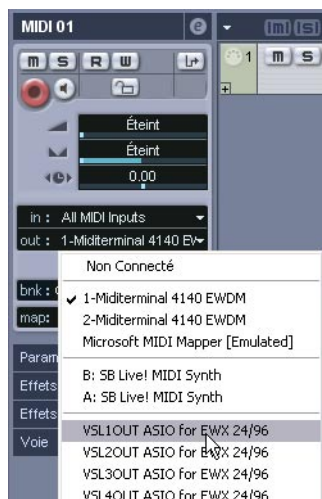 MIDI 01
e
[m] [s]
m S R W
1 m S
Éteint
Éteint
0.00
in : All MIDI Inputs
out : 1-Miditerminal 4140 EV
Non Connecté
bnk :
1-Miditerminal 4140 EWDM
map:
2-Miditerminal 4140 EWDM
Microsoft MIDI Mapper [Emulated]
Param
B: SB Live! MIDI Synth
Effets
A: SB Live! MIDI Synth
Effets
VSL1OUT ASIO for EWX 24/96
Voie
VSL2OUT ASIO for EWX 24/96
VSL3OUT ASIO for EWX 24/96
VSL4OUT ASIO for EWX 24/96